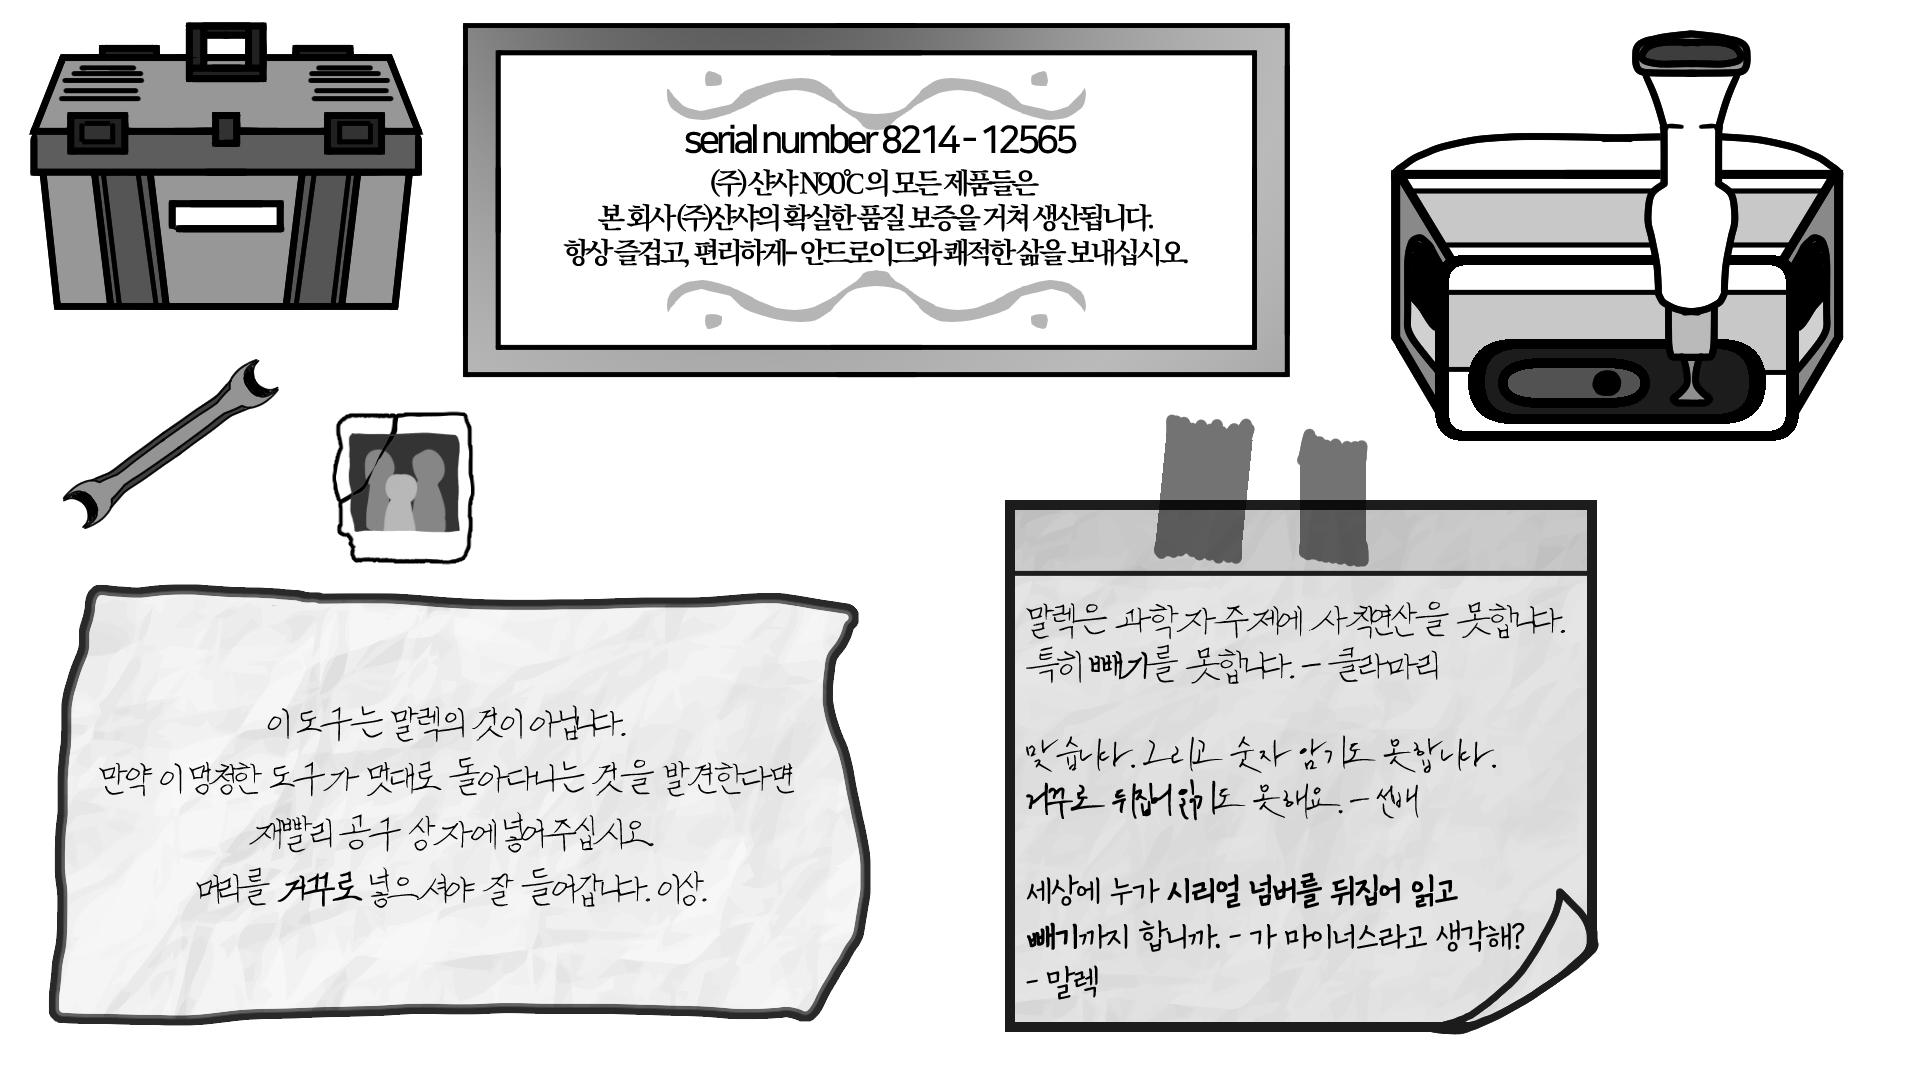 serial number 8214-12565
(주)샨샤 N90℃의 모든 제품들은
본 회사 (주)샨샤의 확실한 품질 보증을 거쳐 생산됩니다.
항상 즐겁고, 편리하게- 안드로이드와 쾌적한 삶을 보내십시오.
이 도구는 말렉의 것이 아닙니다.
만약 이 멍청한 도구가 멋대로 돌아다니는 것을 발견한다면
재빨리 공구 상자에 넣어주십시오.
머리를 거꾸로 넣으셔야 잘 들어갑니다. 이상.
말렉은 과학자 주제에 사칙연산을 못합니다.
특히 빼기를 못합니다. - 클라마리
맞습니다. 그리고 숫자 암기도 못합니다.
거꾸로 뒤집어 읽기도 못해요. - 썬배
세상에 누가 시리얼 넘버를 뒤집어 읽고
빼기까지 합니까. - 가 마이너스라고 생각해?
- 말렉